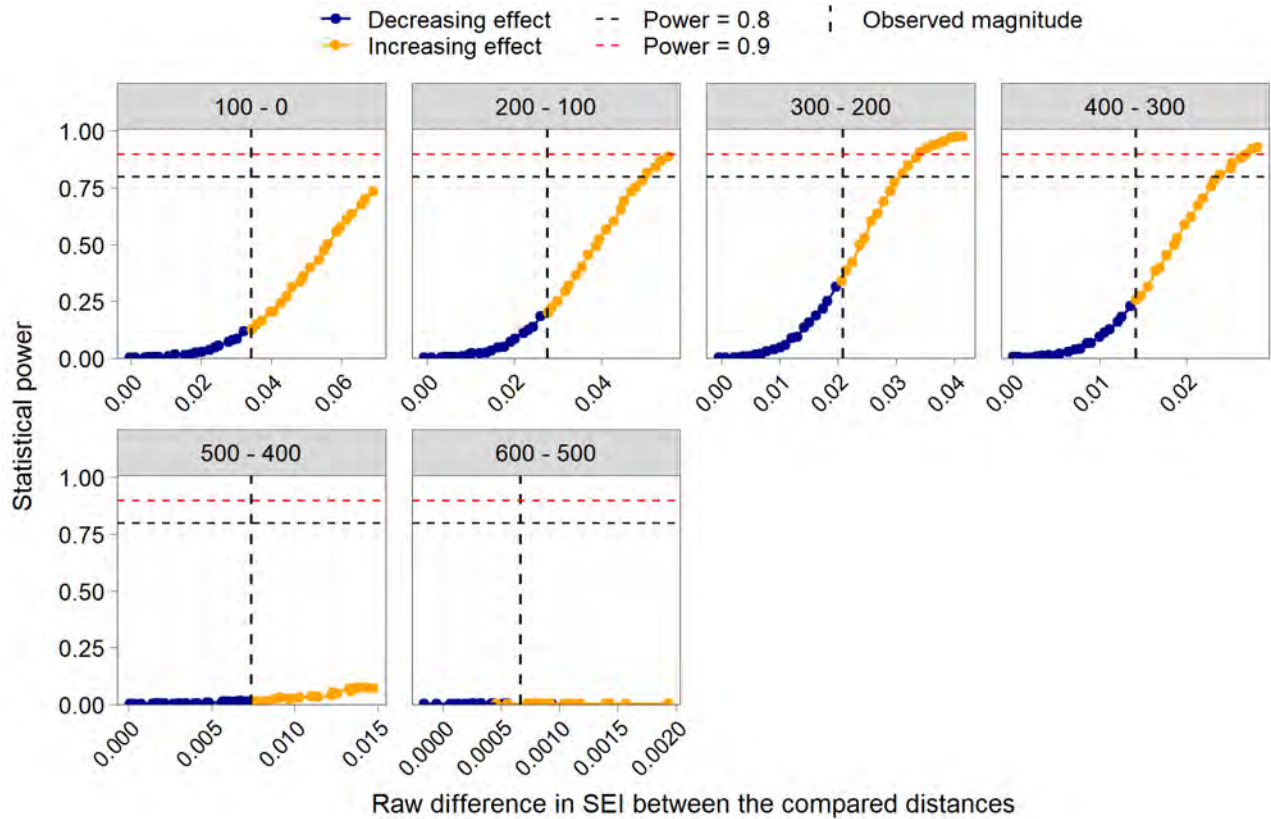 Decreasing effect Power = 0.8 Observed magnitude
Increasing effect Power = 0.9
100 - 0 200 - 100 300 - 200 400 - 300
1.00
0.75
0.50
0.25
0.00
0.00 0.02 0.04 0.06 0.00 0.02 0.04 0.00 0.01 0.02 0.03 0.04 0.00 0.01 0.02
Statistical power
500 - 400 600 - 500
1.00
0.75
0.50
0.25
0.00
0.000 0.005 0.010 0.015 0.0000 0.0005 0.0010 0.0015 0.0020
Raw difference in SEI between the compared distances